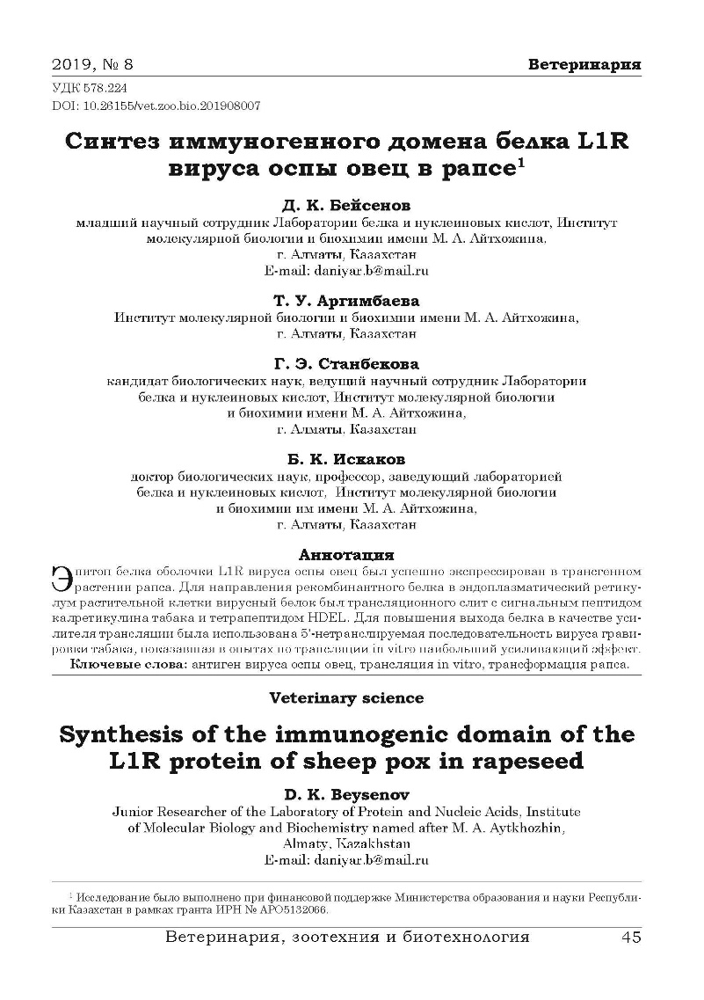 2019, № 8 Ветеринария
УДК 578.224
DOI: 10.26155/vet.zoo.bio.201908007
Синтез иммуногенного домена белка L1R
вируса оспы овец в рапсе¹
Д. К. Бейсенов
младший научный сотрудник Лаборатории белка и нуклеиновых кислот, Институт
молекулярной биологии и биохимии имени М. А. Айтхожина,
г. Алматы, Казахстан
E-mail: daniyar.b@mail.ru
Т. У. Аргимбаева
Институт молекулярной биологии и биохимии имени М. А. Айтхожина,
г. Алматы, Казахстан
Г. Э. Станбекова
кандидат биологических наук, ведущий научный сотрудник Лаборатории
белка и нуклеиновых кислот, Институт молекулярной биологии
и биохимии имени М. А. Айтхожина,
г. Алматы, Казахстан
Б. К. Искаков
доктор биологических наук, профессор, заведующий лабораторией
белка и нуклеиновых кислот, Институт молекулярной биологии
и биохимии им имени М. А. Айтхожина,
г. Алматы, Казахстан
Аннотация
Эпитоп белка оболочки L1R вируса оспы овец был успешно экспрессирован в трансгенном
растении рапса. Для направления рекомбинантного белка в эндоплазматический ретику-
лум растительной клетки вирусный белок был трансляционного слит с сигнальным пептидом
калретикулина табака и тетрапептидом HDEL. Для повышения выхода белка в качестве уси-
лителя трансляции была использована 5'-нетранслируемая последовательность вируса грави-
ровки табака, показавшая в опытах по трансляции in vitro наибольший усиливающий эффект.
Ключевые слова: антиген вируса оспы овец, трансляция in vitro, трансформация рапса.
Veterinary science
Synthesis of the immunogenic domain of the
L1R protein of sheep pox in rapeseed
D. K. Beysenov
Junior Researcher of the Laboratory of Protein and Nucleic Acids, Institute
of Molecular Biology and Biochemistry named after M. A. Aytkhozhin,
Almaty, Kazakhstan
E-mail: daniyar.b@mail.ru
¹ Исследование было выполнено при финансовой поддержке Министерства образования и науки Республи-
ки Казахстан в рамках гранта ИРН № АРО5132066.
Ветеринария, зоотехния и биотехнология 45